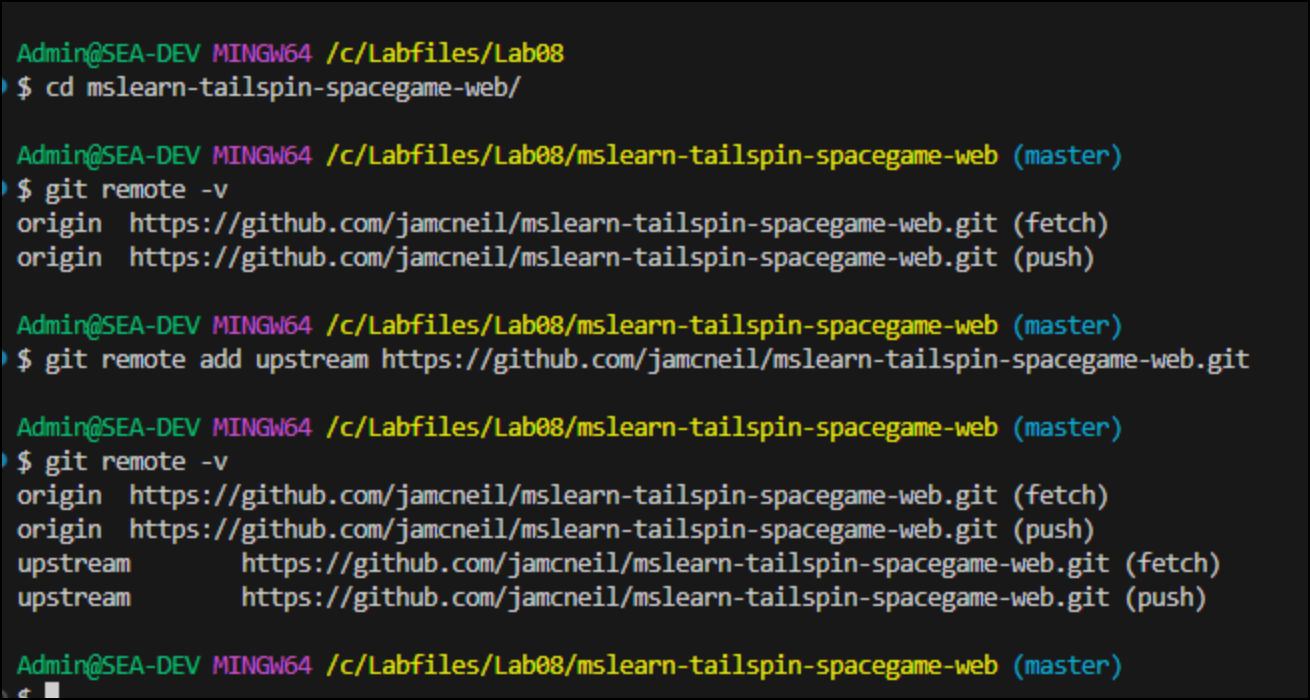 Admin@SEA-DEV MINGW64 /c/Labfiles/Lab08
$ cd mslearn-tailspin-spacegame-web/
Admin@SEA-DEV MINGW64 /c/Labfiles/Lab08/mslearn-tailspin-spacegame-web (master)
$ git remote -v
origin  https://github.com/jamcneil/mslearn-tailspin-spacegame-web.git (fetch)
origin  https://github.com/jamcneil/mslearn-tailspin-spacegame-web.git (push)
Admin@SEA-DEV MINGW64 /c/Labfiles/Lab08/mslearn-tailspin-spacegame-web (master)
$ git remote add upstream https://github.com/jamcneil/mslearn-tailspin-spacegame-web.git
Admin@SEA-DEV MINGW64 /c/Labfiles/Lab08/mslearn-tailspin-spacegame-web (master)
$ git remote -v
origin  https://github.com/jamcneil/mslearn-tailspin-spacegame-web.git (fetch)
origin  https://github.com/jamcneil/mslearn-tailspin-spacegame-web.git (push)
upstream        https://github.com/jamcneil/mslearn-tailspin-spacegame-web.git (fetch)
upstream        https://github.com/jamcneil/mslearn-tailspin-spacegame-web.git (push)
Admin@SEA-DEV MINGW64 /c/Labfiles/Lab08/mslearn-tailspin-spacegame-web (master)
$